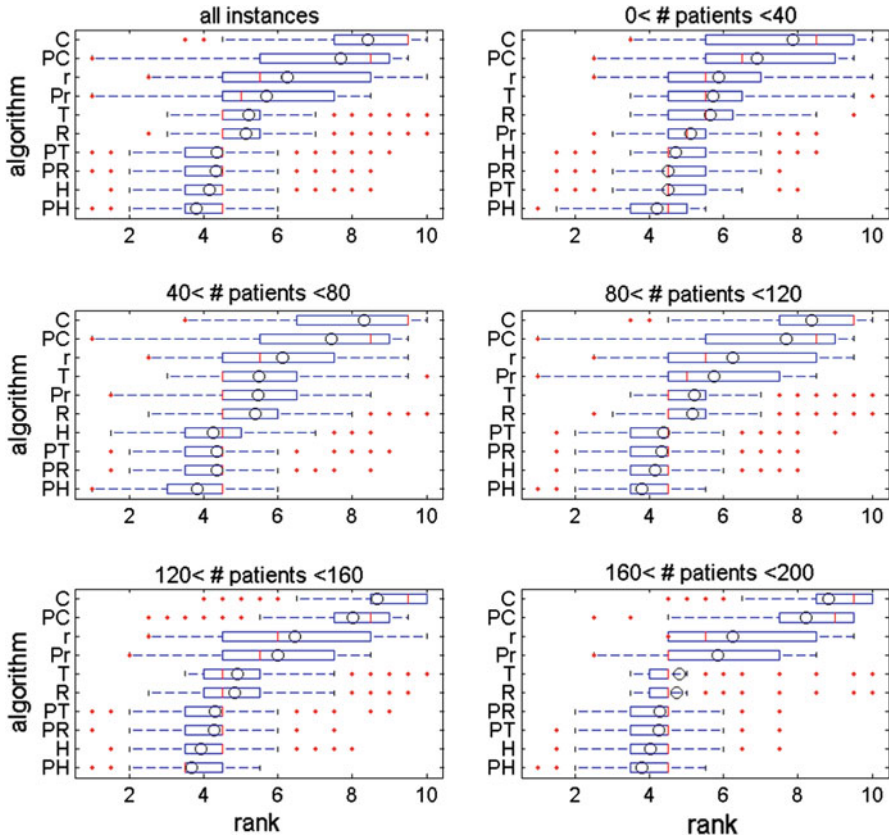 all instances
algorithm
C
PC
r
Pr
T
R
PT
PR
H
PH
2 4 6 8 10
0< # patients <40
C
PC
r
T
R
Pr
H
PR
PT
PH
2 4 6 8 10
40< # patients <80
algorithm
C
PC
r
T
Pr
R
H
PT
PR
PH
2 4 6 8 10
80< # patients <120
C
PC
r
Pr
T
R
PT
PR
H
PH
2 4 6 8 10
120< # patients <160
algorithm
C
PC
r
Pr
T
R
PT
PR
H
PH
2 4 6 8 10
rank
160< # patients <200
C
PC
r
Pr
T
R
PR
PT
H
PH
2 4 6 8 10
rank